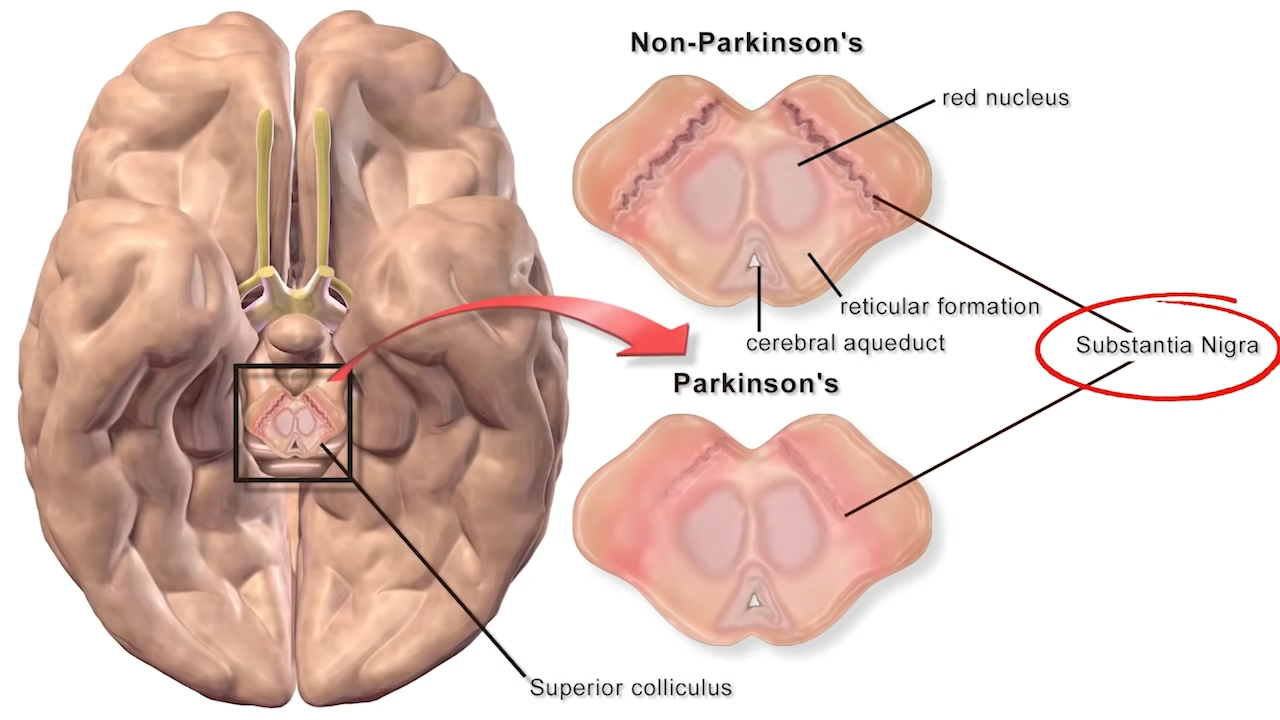 Non-Parkinson's
red nucleus
reticular formation
cerebral aqueduct
Substantia Nigra
Parkinson's
Superior colliculus